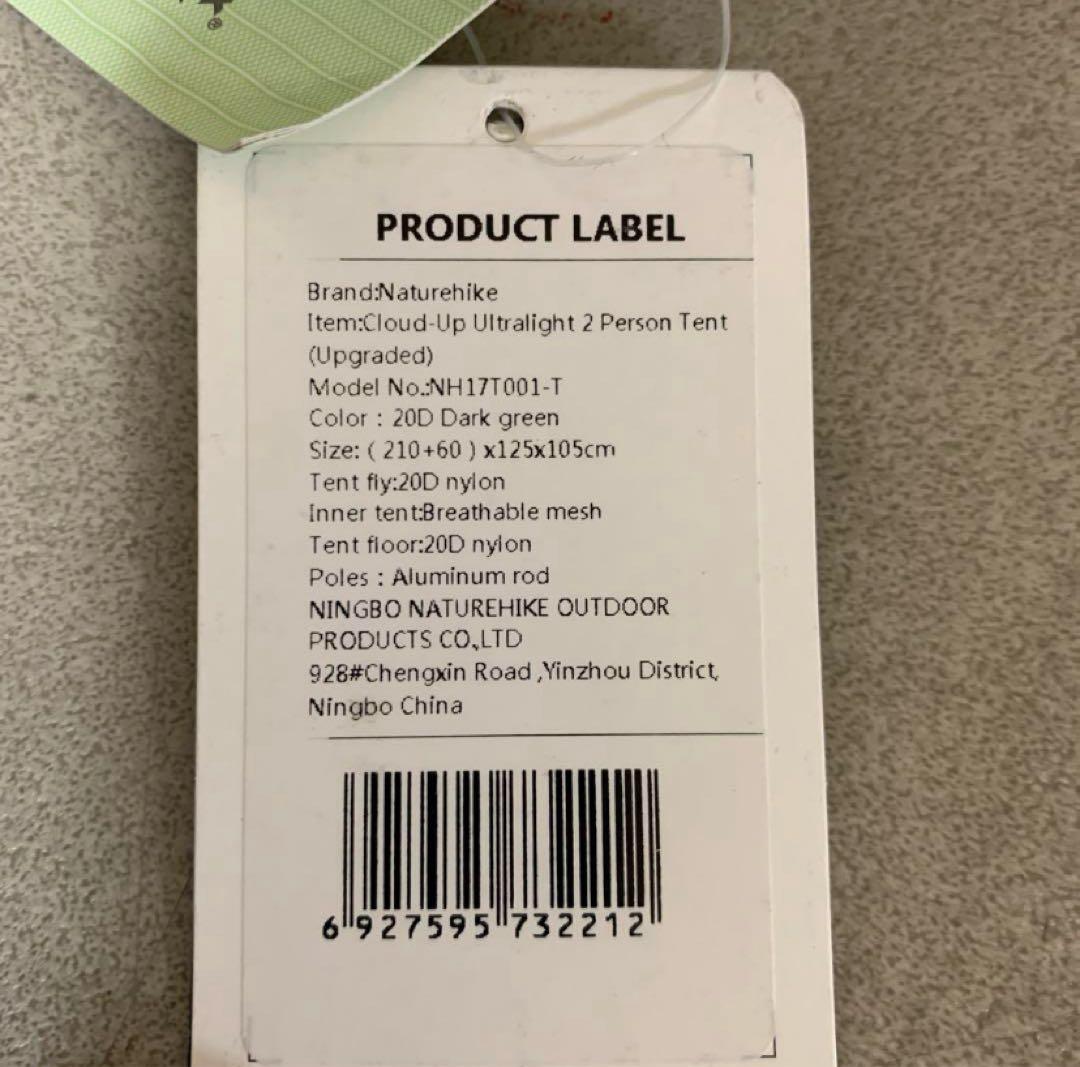 PRODUCT LABEL
Brand:Naturehike
Item:Cloud-Up Ultralight 2 Person Tent
(Upgraded)
Model No.:NH17T001-T
Color : 20D Dark green
Size: ( 210+60 ) x125x105cm
Tent fly:20D nylon
Inner tent:Breathable mesh
Tent floor:20D nylon
Poles : Aluminum rod
NINGBO NATUREHIKE OUTDOOR
PRODUCTS CO.,LTD
928#Chengxin Road ,Yinzhou District,
Ningbo China
6 927595 732212